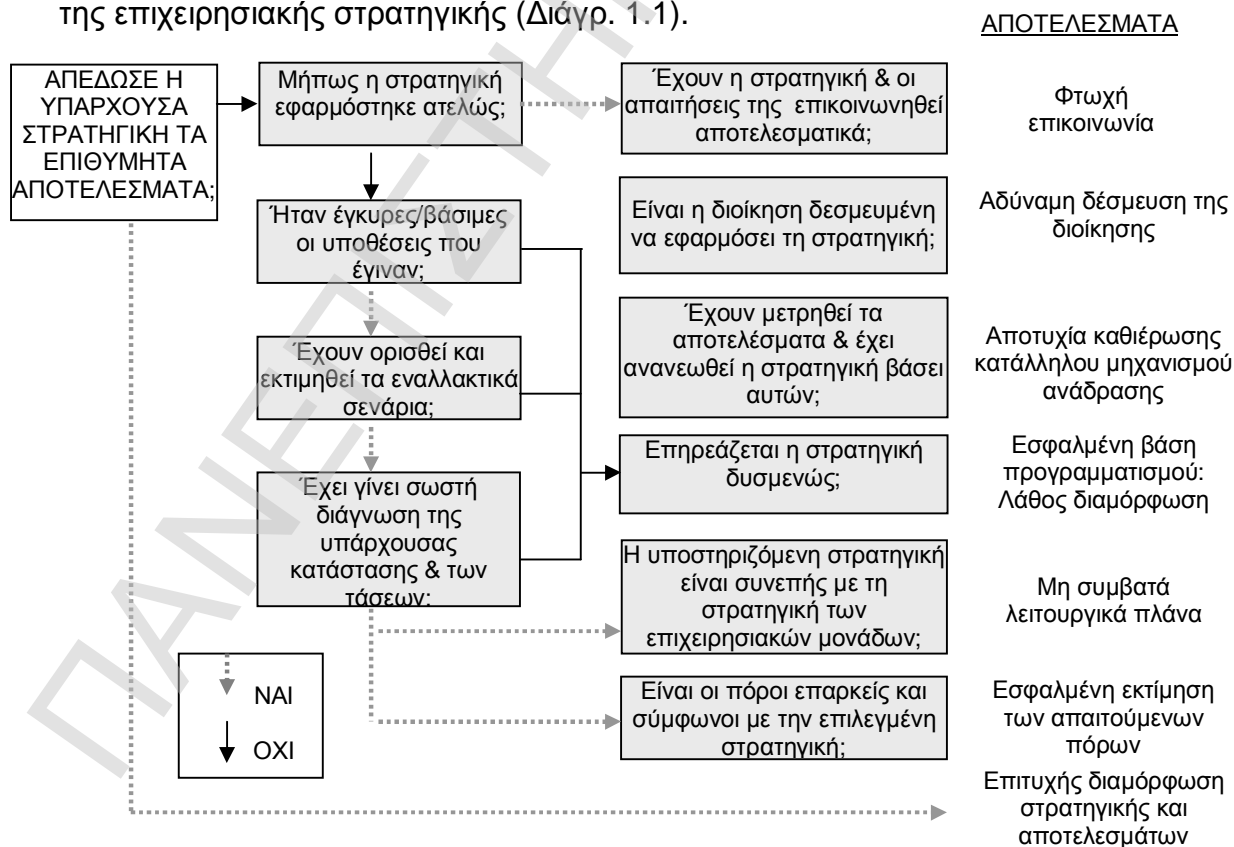 της επιχειρησιακής στρατηγικής (Διάγρ. 1.1).
ΑΠΟΤΕΛΕΣΜΑΤΑ
ΑΠΕΔΩΣΕ Η
ΥΠΑΡΧΟΥΣΑ
ΣΤΡΑΤΗΓΙΚΗ ΤΑ
ΕΠΙΘΥΜΗΤΑ
ΑΠΟΤΕΛΕΣΜΑΤΑ;
Μήπως η στρατηγική
εφαρμόστηκε ατελώς;
Έχουν η στρατηγική & οι
απαιτήσεις της επικοινωνηθεί
αποτελεσματικά;
Φτωχή
επικοινωνία
Ήταν έγκυρες/βάσιμες
οι υποθέσεις που
έγιναν;
Είναι η διοίκηση δεσμευμένη
να εφαρμόσει τη στρατηγική;
Αδύναμη δέσμευση της
διοίκησης
Έχουν ορισθεί και
εκτιμηθεί τα εναλλακτικά
σενάρια;
Έχουν μετρηθεί τα
αποτελέσματα & έχει
ανανεωθεί η στρατηγική βάσει
αυτών;
Αποτυχία καθιέρωσης
κατάλληλου μηχανισμού
ανάδρασης
Επηρεάζεται η στρατηγική
δυσμενώς;
Εσφαλμένη βάση
προγραμματισμού:
Λάθος διαμόρφωση
Έχει γίνει σωστή
διάγνωση της
υπάρχουσας
κατάστασης & των
τάσεων;
Η υποστηριζόμενη στρατηγική
είναι συνεπής με τη
στρατηγική των
επιχειρησιακών μονάδων;
Μη συμβατά
λειτουργικά πλάνα
ΝΑΙ
ΟΧΙ
Είναι οι πόροι επαρκείς και
σύμφωνοι με την επιλεγμένη
στρατηγική;
Εσφαλμένη εκτίμηση
των απαιτούμενων
πόρων
Επιτυχής διαμόρφωση
στρατηγικής και
αποτελεσμάτων